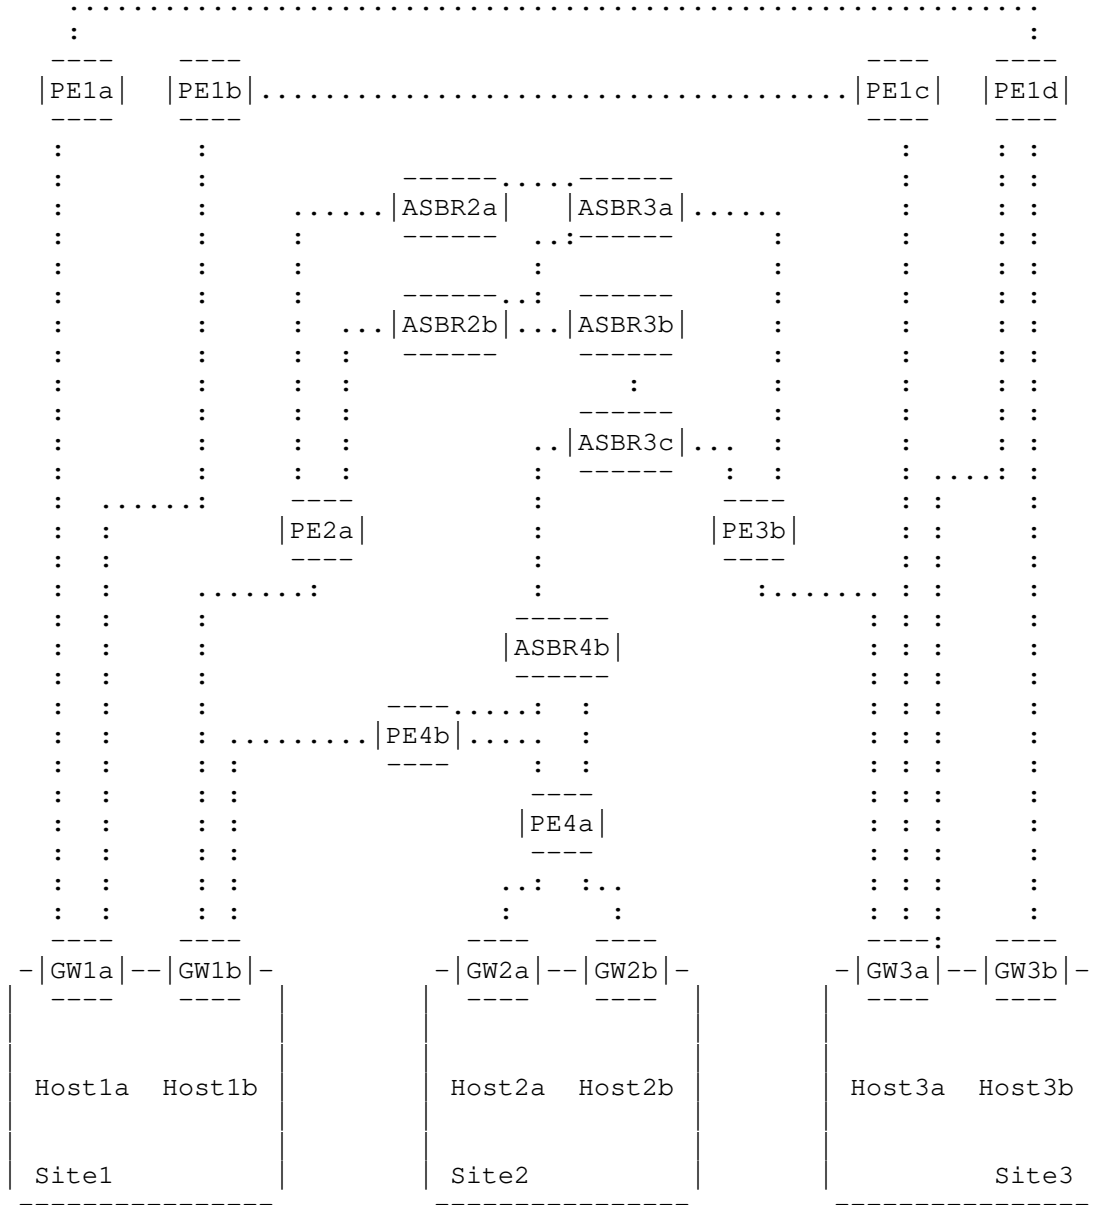 PE1a PE1b PE1c PE1d
ASBR2a ASBR3a
ASBR2b ASBR3b
ASBR3c
PE2a PE3b
ASBR4b
PE4b
PE4a
GW1a GW1b GW2a GW2b GW3a GW3b
Host1a Host1b Host2a Host2b Host3a Host3b
Site1 Site2 Site3